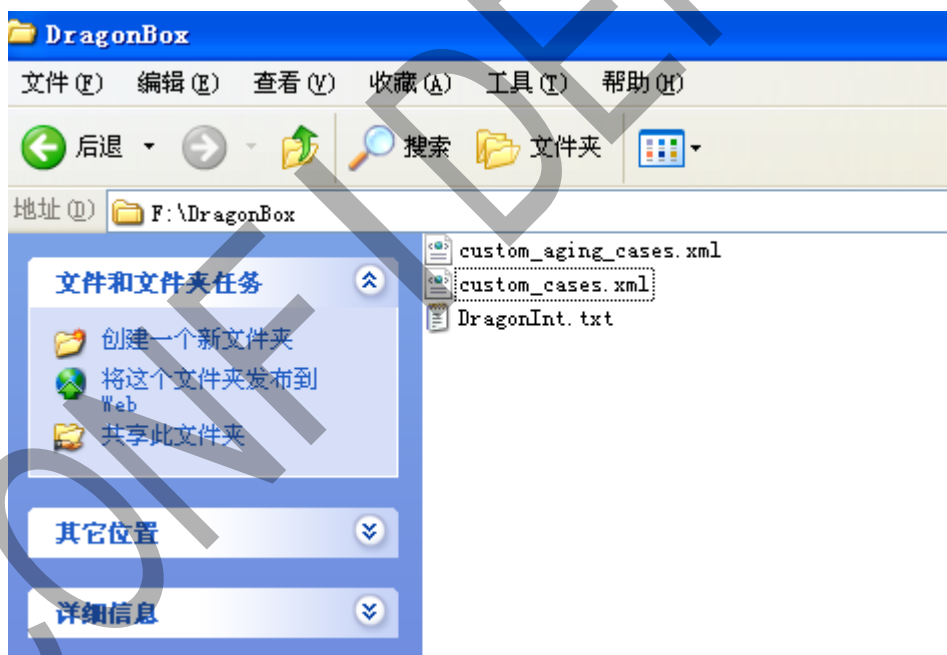 DragonBox
文件(F) 编辑(E) 查看(V) 收藏(A) 工具(T) 帮助(H)
后退 搜索 文件夹
地址(D) F:\DragonBox
文件和文件夹任务
创建一个新文件夹
将这个文件夹发布到
Web
共享此文件夹
其它位置
详细信息
custom_aging_cases.xml
custom_cases.xml
DragonInt.txt
CONFIDEN